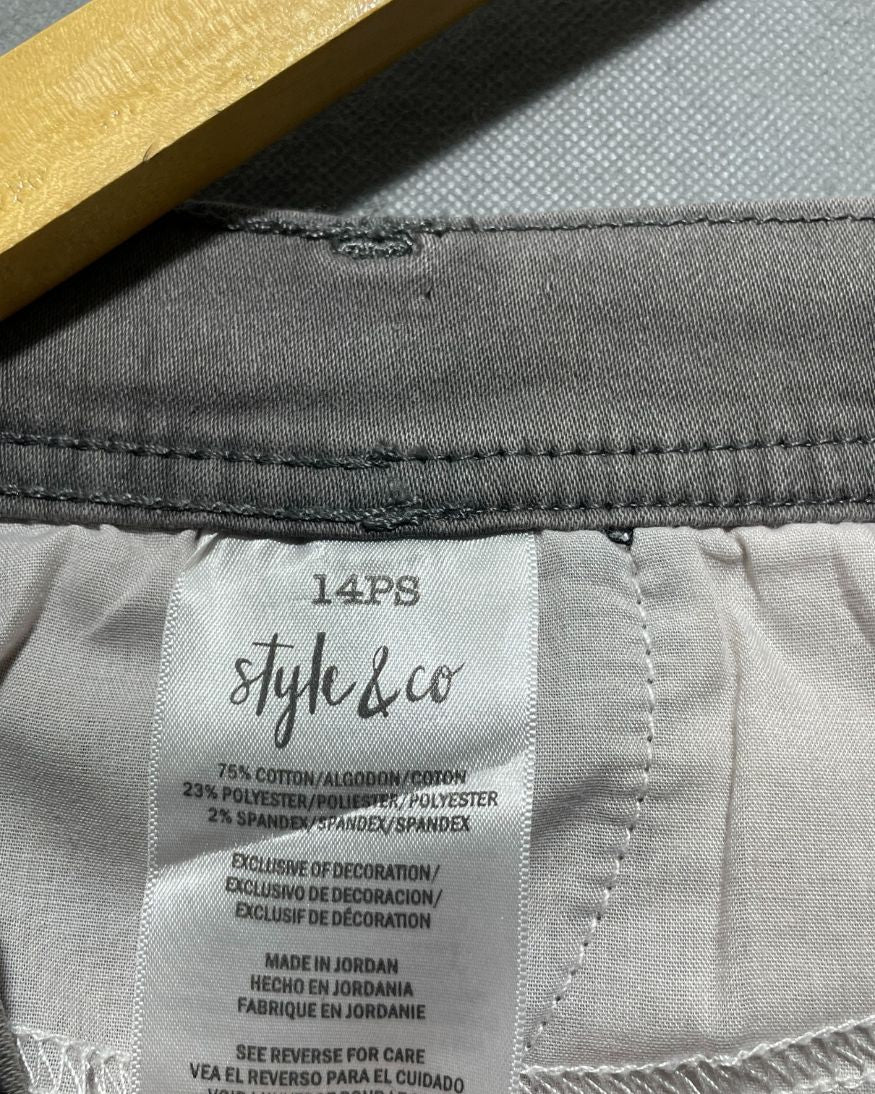 14PS
style & co
75% COTTON/ALGODON/COTON
23% POLYESTER/POLIESTER/POLYESTER
2% SPANDEX/SPANDEX/SPANDEX
EXCLUSIVE OF DECORATION/
EXCLUSIVO DE DECORACION/
EXCLUSIF DE DÉCORATION
MADE IN JORDAN
HECHO EN JORDANIA
FABRIQUE EN JORDANIE
SEE REVERSE FOR CARE
VEA EL REVERSO PARA EL CUIDADO